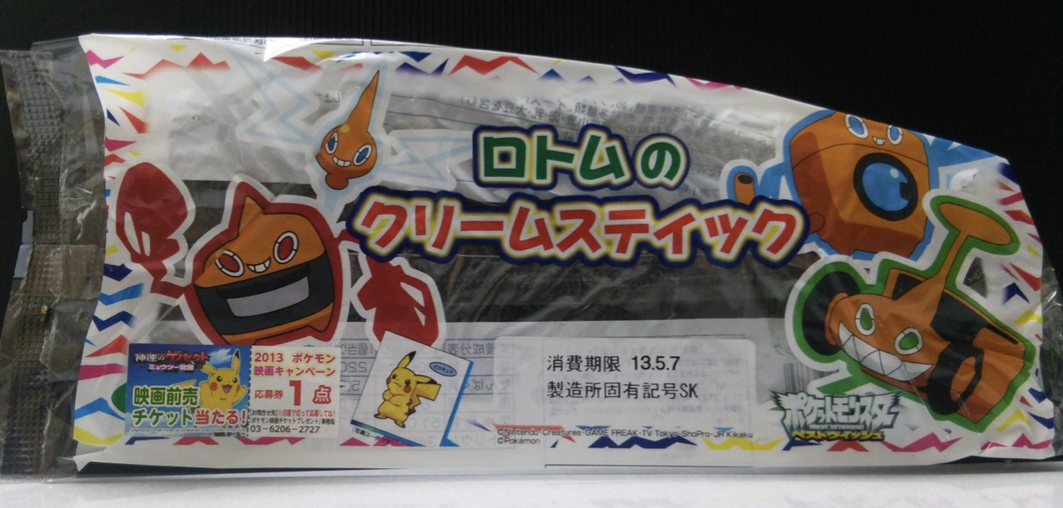 ロトムの
クリームスティック
神速のゲノセクト
ミュウツー覚醒
映画前売
チケット当たる!
2013 ポケモン
映画キャンペーン
応募券 1点
03-6206-2727
消費期限 13.5.7
製造所固有記号SK
©Nintendo・Creatures・GAME FREAK・TV Tokyo・ShoPro・JR Kikaku
©Pokémon
ポケットモンスター
ベストウイッシュ